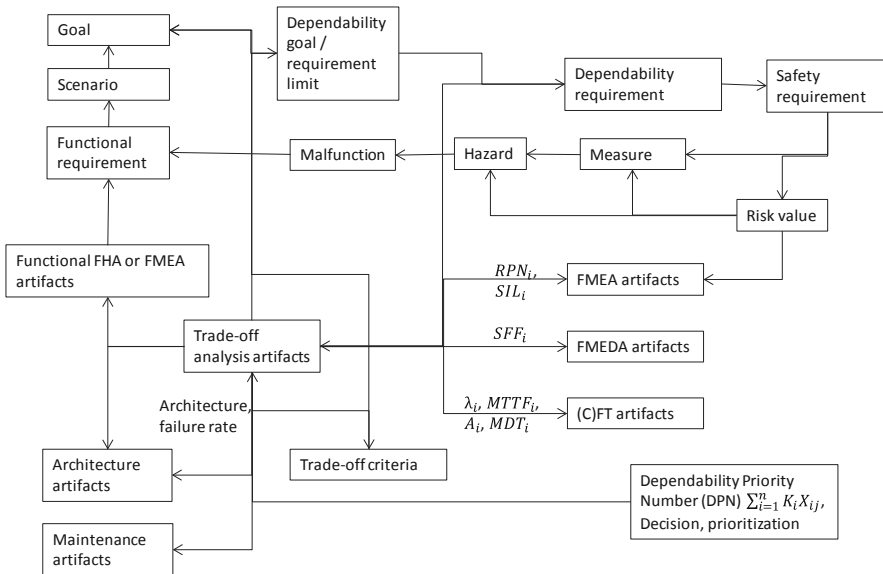 Goal
Dependability
goal /
requirement
limit
Scenario
Dependability
requirement
Safety
requirement
Functional
requirement
Malfunction
Hazard
Measure
Risk value
Functional FHA or FMEA
artifacts
RPN_i,
SIL_i
FMEA artifacts
Trade-off
analysis artifacts
SFF_i
FMEDA artifacts
Architecture,
failure rate
λ_i, MTTF_i,
A_i, MDT_i
(C)FT artifacts
Architecture
artifacts
Trade-off criteria
Dependability Priority
Number (DPN) ∑_{i=1}^{n} K_i X_{ij},
Decision, prioritization
Maintenance
artifacts